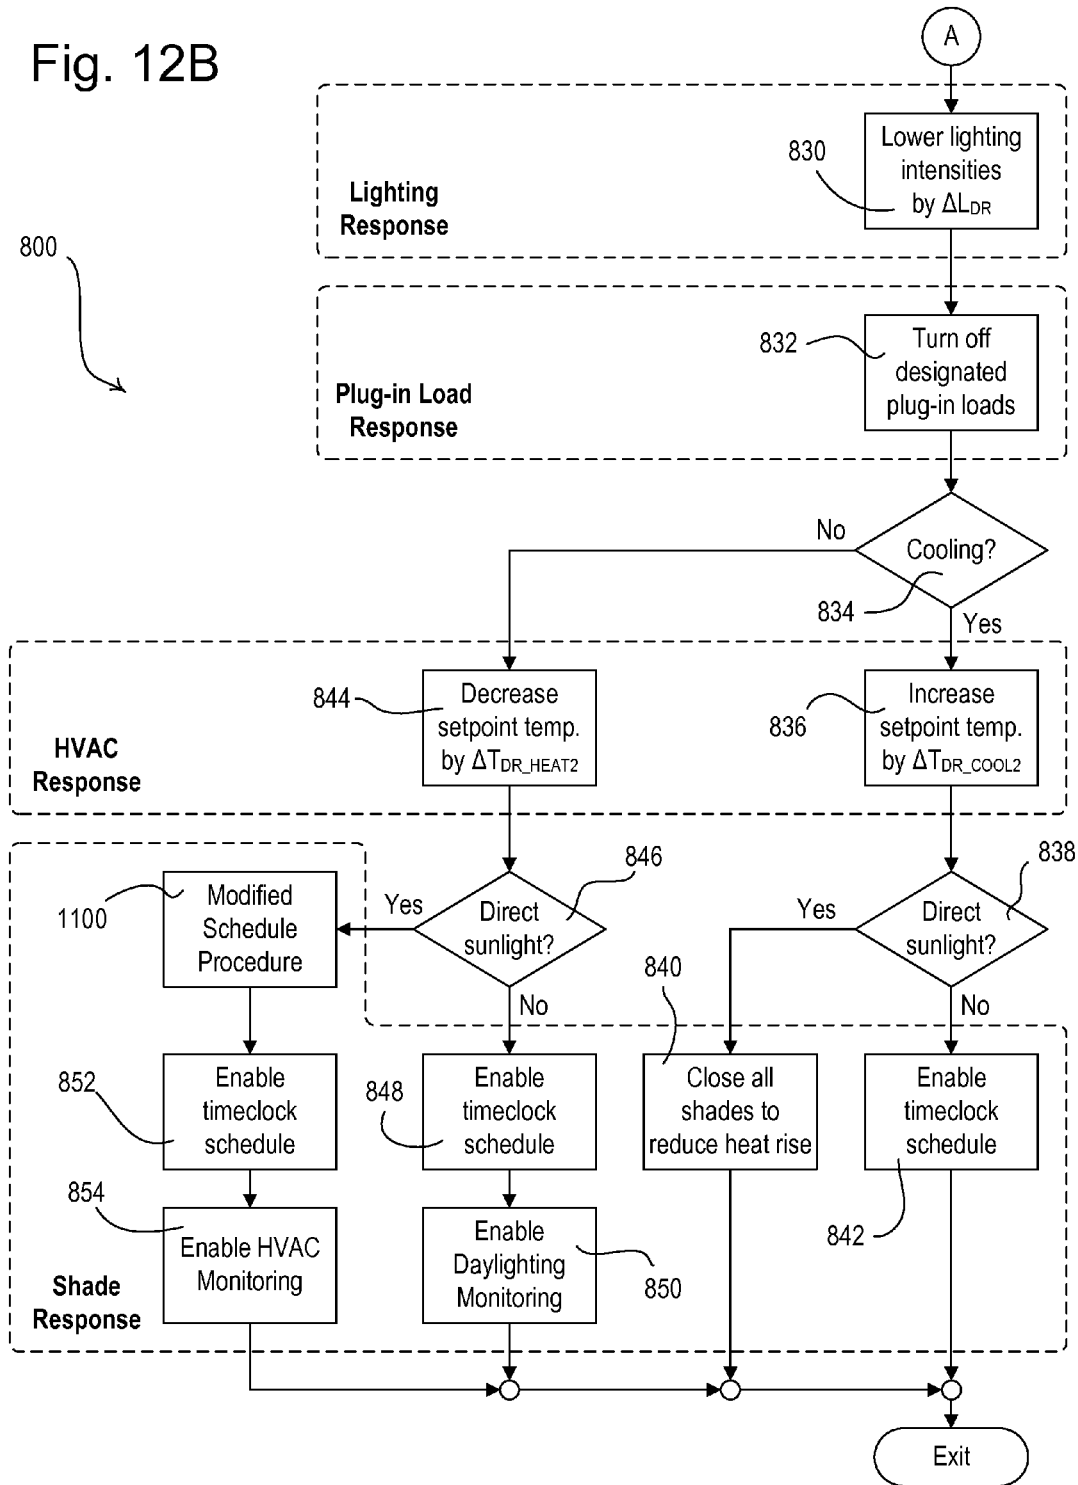 Fig. 12B
A
800
Lighting
Response
830
Lower lighting
intensities
by ΔLDR
Plug-in Load
Response
832
Turn off
designated
plug-in loads
Cooling?
834
No
Yes
HVAC
Response
844
Decrease
setpoint temp.
by ΔTDR_HEAT2
836
Increase
setpoint temp.
by ΔTDR_COOL2
1100
Modified
Schedule
Procedure
Yes
Direct
sunlight?
846
No
Yes
Direct
sunlight?
838
No
840
852
Enable
timeclock
schedule
848
Enable
timeclock
schedule
Close all
shades to
reduce heat rise
Enable
timeclock
schedule
842
854
Enable HVAC
Monitoring
Enable
Daylighting
Monitoring
850
Shade
Response
Exit